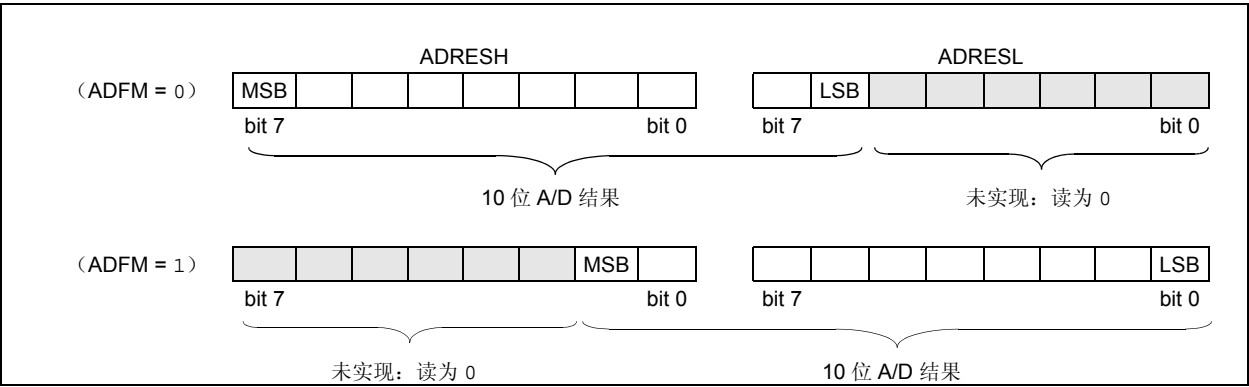 ADRESH ADRESL
（ADFM = 0） MSB LSB
bit 7 bit 0 bit 7 bit 0
10 位 A/D 结果 未实现：读为 0
（ADFM = 1） MSB LSB
bit 7 bit 0 bit 7 bit 0
未实现：读为 0 10 位 A/D 结果